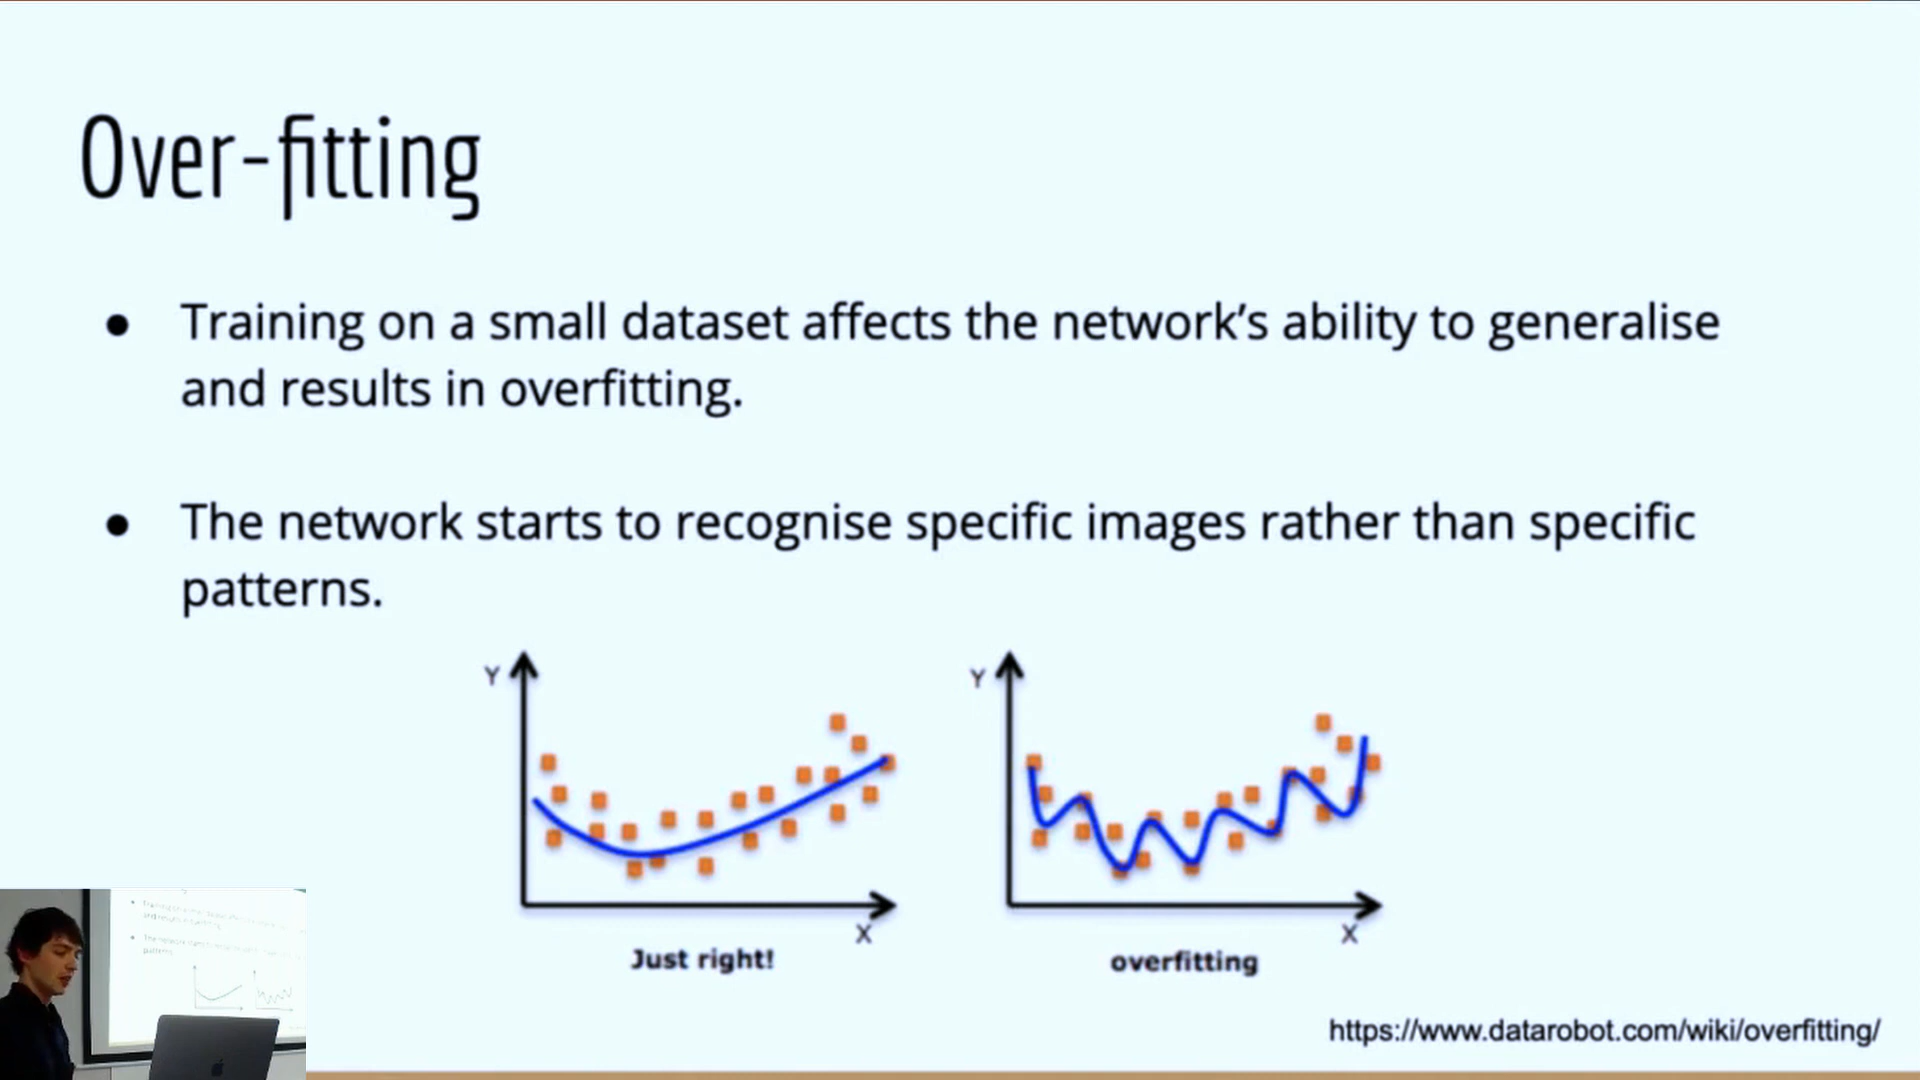 Over-fitting
● Training on a small dataset affects the network’s ability to generalise
and results in overfitting.
● The network starts to recognise specific images rather than specific
patterns.
Y
X
Just right!
Y
X
overfitting
https://www.datarobot.com/wiki/overfitting/